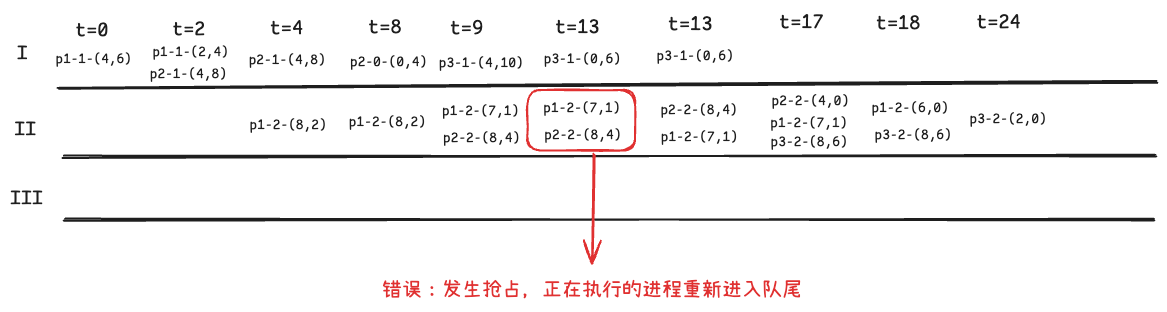 t=0 t=2 t=4 t=8 t=9 t=13 t=13 t=17 t=18 t=24
I p1-1-(4,6) p1-1-(2,4) p2-1-(4,8) p2-0-(0,4) p3-1-(4,10) p3-1-(0,6) p3-1-(0,6)
p2-1-(4,8)
II p1-2-(8,2) p1-2-(8,2) p1-2-(7,1) p1-2-(7,1) p2-2-(8,4) p2-2-(4,0) p1-2-(6,0) p3-2-(2,0)
p2-2-(8,4) p2-2-(8,4) p1-2-(7,1) p1-2-(7,1) p3-2-(8,6)
p3-2-(8,6)
III
错误：发生抢占，正在执行的进程重新进入队尾